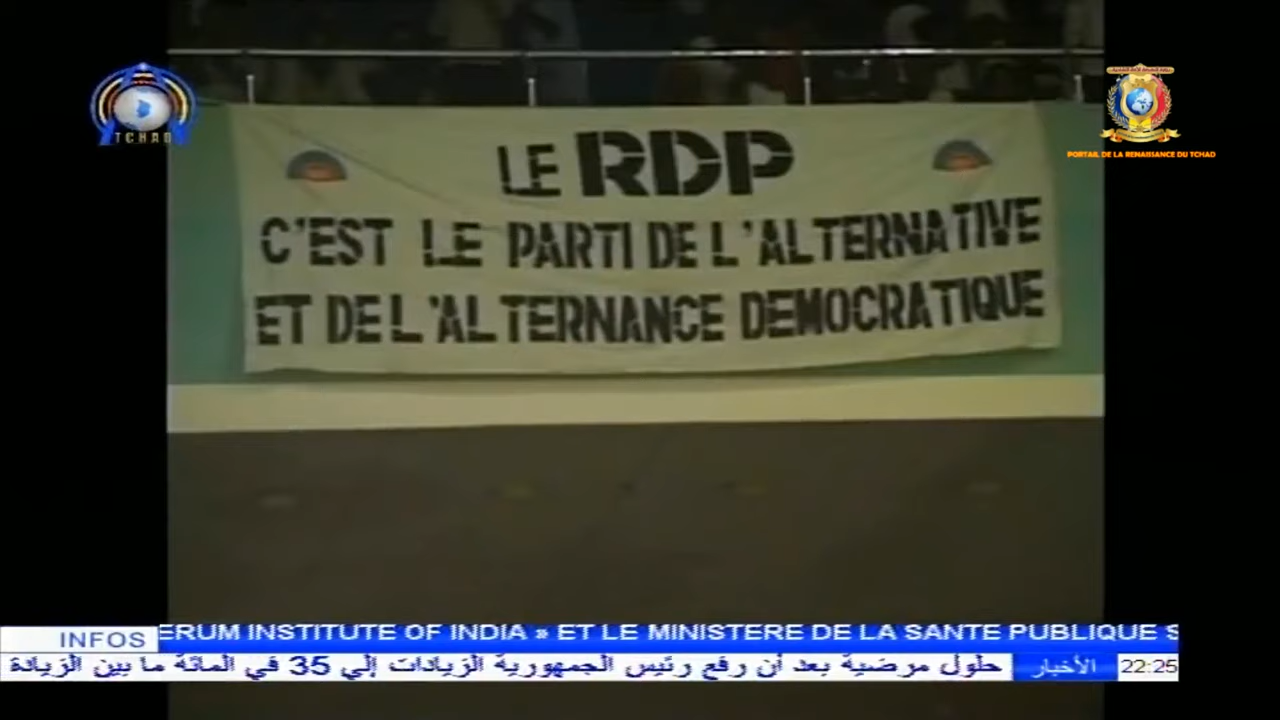 TCHAD
PORTAIL DE LA RENAISSANCE DU TCHAD
LE RDP
C'EST LE PARTI DE L'ALTERNATIVE
ET DE L'ALTERNANCE DEMOCRATIQUE
INFOS
ERUM INSTITUTE OF INDIA » ET LE MINISTERE DE LA SANTE PUBLIQUE S
حلول مرضية بعد أن رفع رئيس الجمهورية الزيادات إلي 35 في المائة ما بين الزيادة
الأخبار
22:25